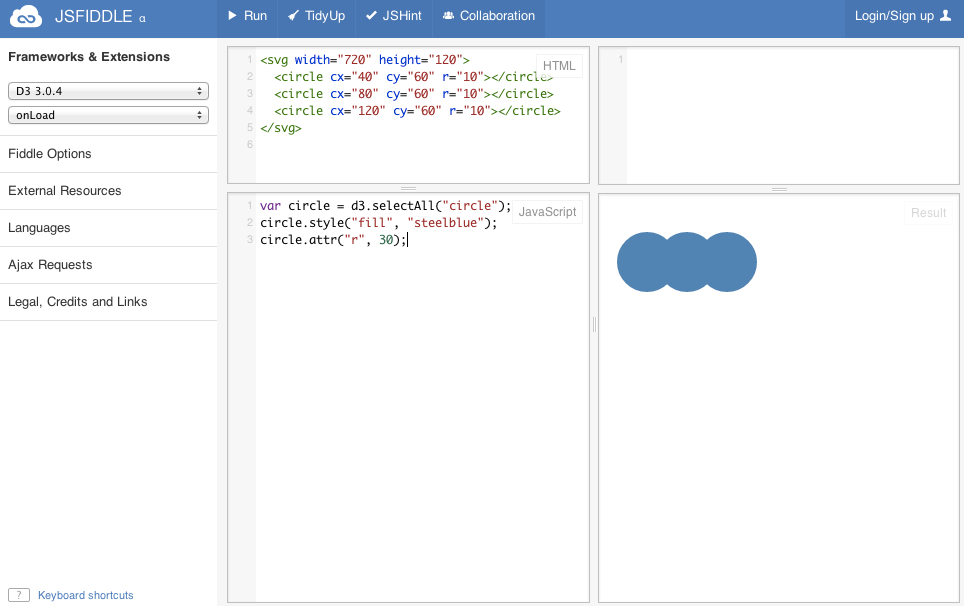 JSFIDDLE α
Run
TidyUp
JSHint
Collaboration
Login/Sign up
Frameworks & Extensions
D3 3.0.4
onLoad
Fiddle Options
External Resources
Languages
Ajax Requests
Legal, Credits and Links
? Keyboard shortcuts
HTML
1 <svg width="720" height="120">
2 <circle cx="40" cy="60" r="10"></circle>
3 <circle cx="80" cy="60" r="10"></circle>
4 <circle cx="120" cy="60" r="10"></circle>
5 </svg>
6
1
JavaScript
1 var circle = d3.selectAll("circle");
2 circle.style("fill", "steelblue");
3 circle.attr("r", 30);
Result